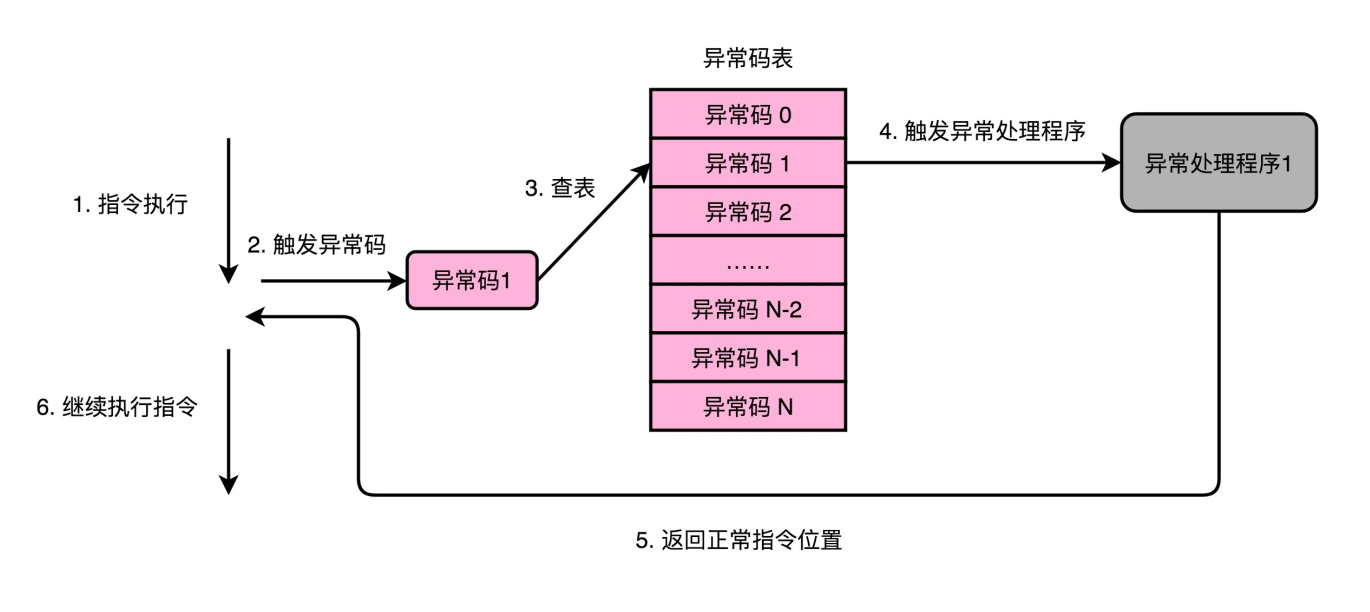 异常码表
异常码 0
异常码 1
异常码 2
……
异常码 N-2
异常码 N-1
异常码 N
1. 指令执行
2. 触发异常码
异常码1
3. 查表
4. 触发异常处理程序
异常处理程序1
5. 返回正常指令位置
6. 继续执行指令